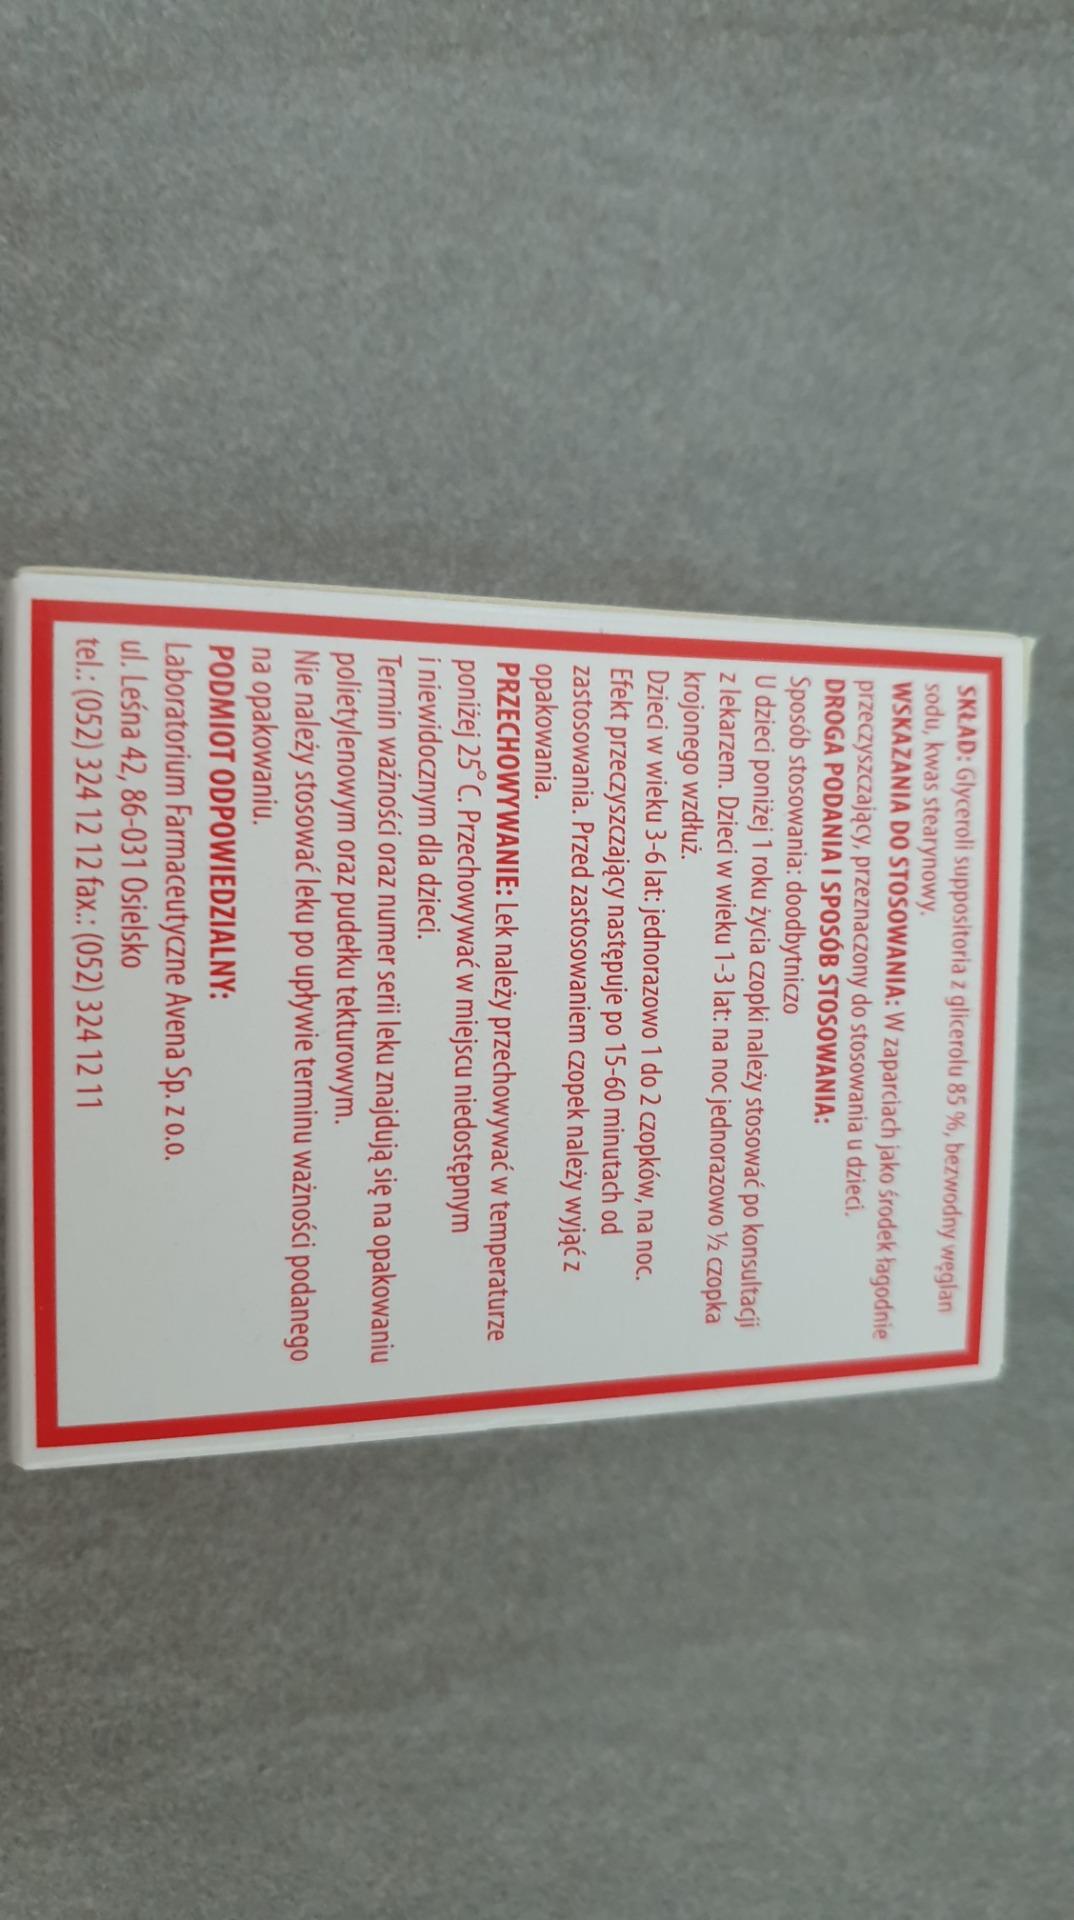 SKŁAD: Glyceroli suppositoria z glicerolu 85 %, bezwodny węglan
sodu, kwas stearynowy.
WSKAZANIA DO STOSOWANIA: W zaparciach jako środek łagodnie
przeczyszczający, przeznaczony do stosowania u dzieci.
DROGA PODANIA I SPOSÓB STOSOWANIA:
Sposób stosowania: doodbytniczo
U dzieci poniżej 1 roku życia czopki należy stosować po konsultacji
z lekarzem. Dzieci w wieku 1-3 lat: na noc jednorazowo ½ czopka
krojonego wzdłuż.
Dzieci w wieku 3-6 lat: jednorazowo 1 do 2 czopków, na noc.
Efekt przeczyszczający następuje po 15-60 minutach od
zastosowania. Przed zastosowaniem czopek należy wyjąć z
opakowania.
PRZECHOWYWANIE: Lek należy przechowywać w temperaturze
poniżej 25°C. Przechowywać w miejscu niedostępnym
i niewidocznym dla dzieci.
Termin ważności oraz numer serii leku znajdują się na opakowaniu
polietylenowym oraz pudełku tekturowym.
Nie należy stosować leku po upływie terminu ważności podanego
na opakowaniu.
PODMIOT ODPOWIEDZIALNY:
Laboratorium Farmaceutyczne Avena Sp. z o.o.
ul. Leśna 42, 86-031 Osielsko
tel.: (052) 324 12 12 fax.: (052) 324 12 11